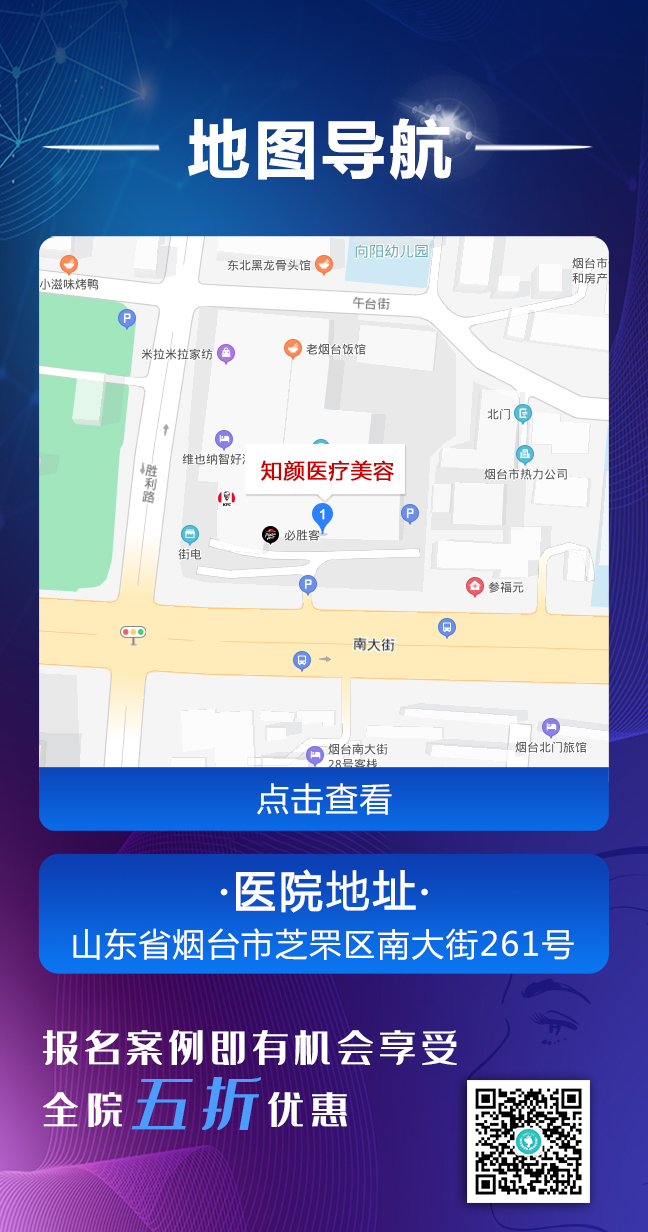 地图导航
向阳幼儿园
东北黑龙骨头馆
烟台市
和房产
小滋味烤鸭
午台街
P
米拉米拉家纺
老烟台饭馆
北门
维也纳智好
知颜医疗美容
烟台市热力公司
胜利路
KFC
1
P
必胜客
街电
P
参福元
南大街
烟台北门旅馆
烟台南大街
28号客栈
点击查看
·医院地址·
山东省烟台市芝罘区南大街261号
报名案例即有机会享受
全院五折优惠